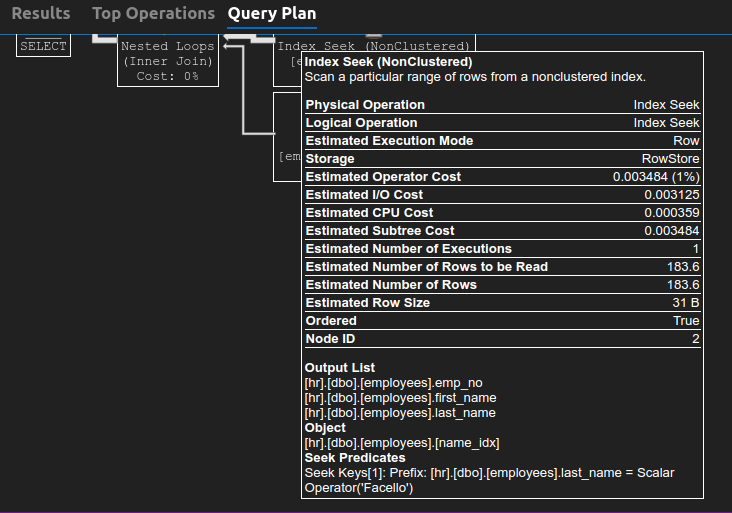 Results Top Operations Query Plan
SELECT
Nested Loops
(Inner Join)
Cost: 0%
Index Seek (NonClustered)
[e
[em
Index Seek (NonClustered)
Scan a particular range of rows from a nonclustered index.
Physical Operation Index Seek
Logical Operation Index Seek
Estimated Execution Mode Row
Storage RowStore
Estimated Operator Cost 0.003484 (1%)
Estimated I/O Cost 0.003125
Estimated CPU Cost 0.000359
Estimated Subtree Cost 0.003484
Estimated Number of Executions 1
Estimated Number of Rows to be Read 183.6
Estimated Number of Rows 183.6
Estimated Row Size 31 B
Ordered True
Node ID 2
Output List
[hr].[dbo].[employees].emp_no
[hr].[dbo].[employees].first_name
[hr].[dbo].[employees].last_name
Object
[hr].[dbo].[employees].[name_idx]
Seek Predicates
Seek Keys[1]: Prefix: [hr].[dbo].[employees].last_name = Scalar
Operator('Facello')